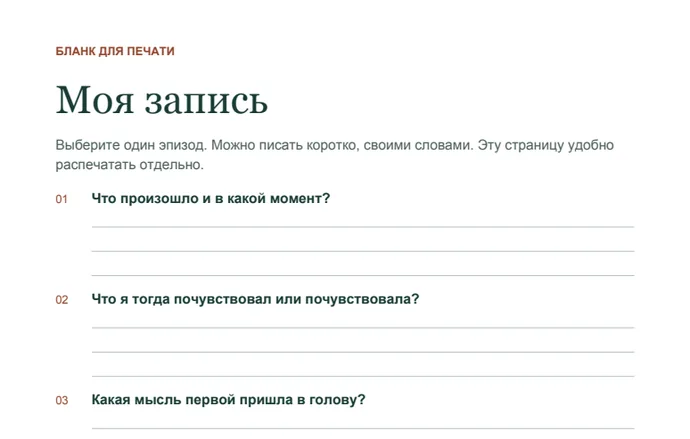 БЛАНК ДЛЯ ПЕЧАТИ
Моя запись
Выберите один эпизод. Можно писать коротко, своими словами. Эту страницу удобно
распечатать отдельно.
01 Что произошло и в какой момент?
02 Что я тогда почувствовал или почувствовала?
03 Какая мысль первой пришла в голову?